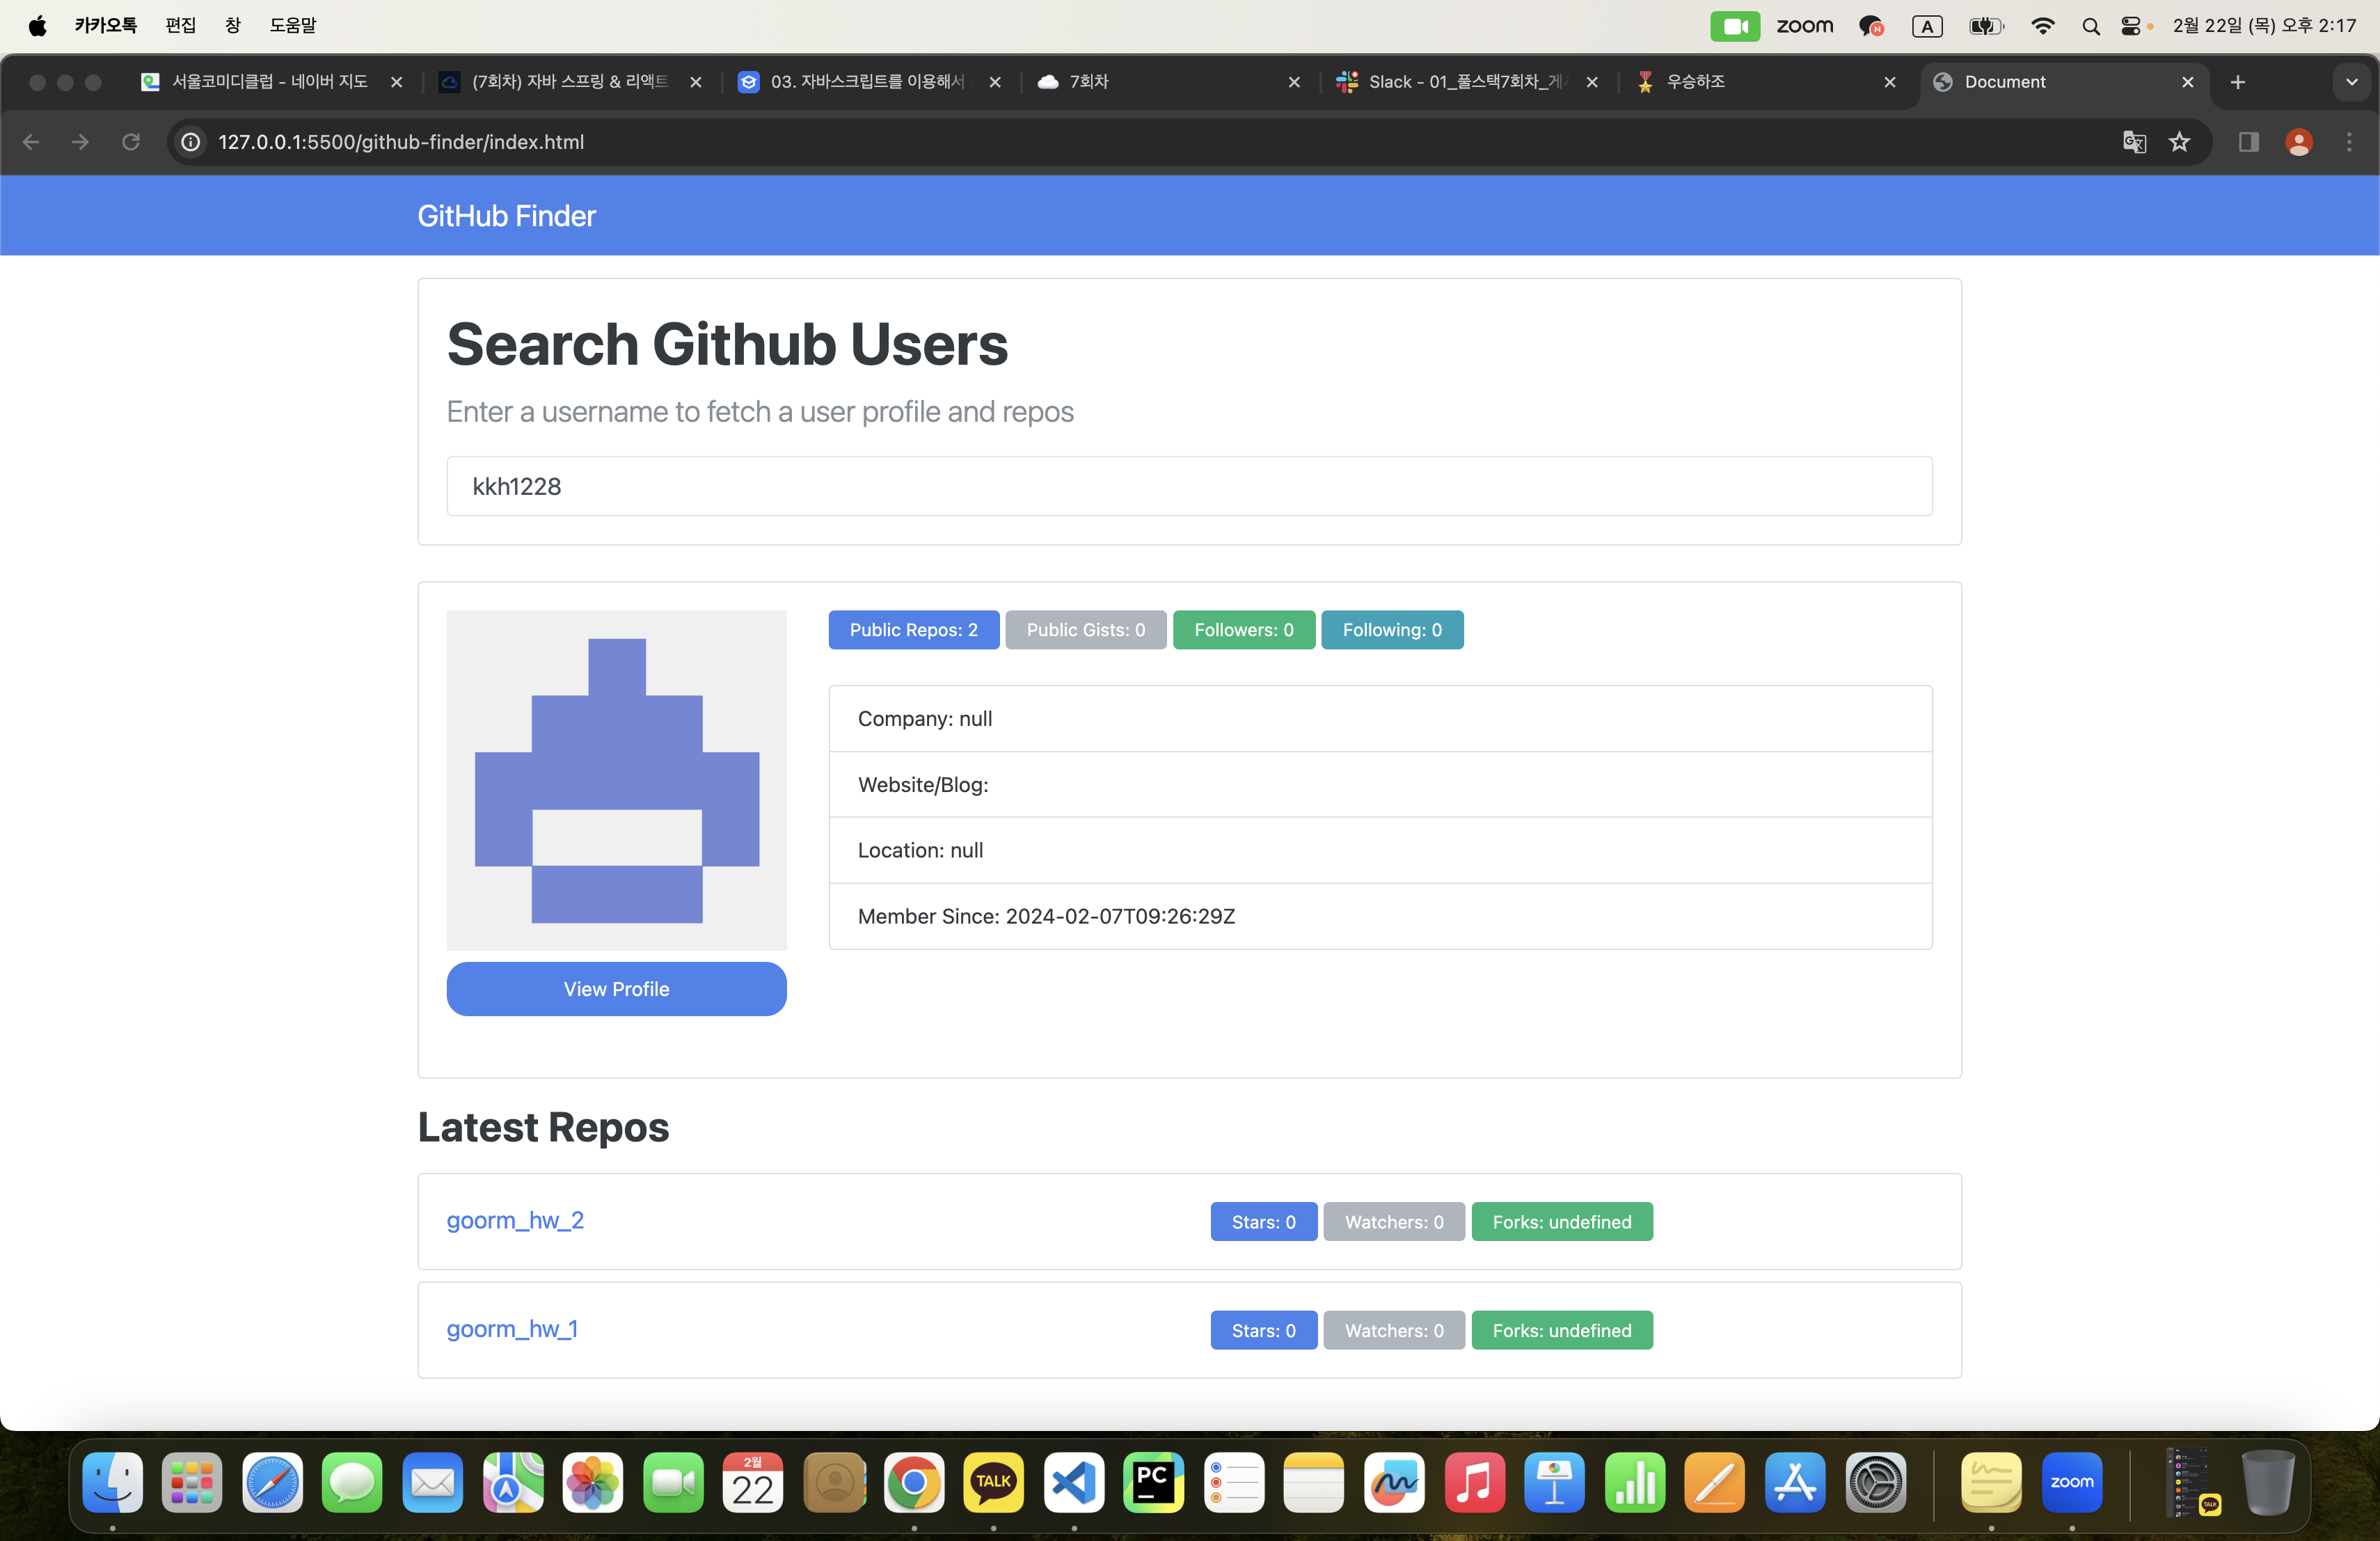 카카오톡 편집 창 도움말 zoom A 2월 22일 (목) 오후 2:17
서울코미디클럽 - 네이버 지도 (7회차) 자바 스프링 & 리액트 03. 자바스크립트를 이용해서 7회차 Slack - 01_풀스택7회차_게시 우승하조 Document
127.0.0.1:5500/github-finder/index.html
GitHub Finder
Search Github Users
Enter a username to fetch a user profile and repos
kkh1228
Public Repos: 2 Public Gists: 0 Followers: 0 Following: 0
Company: null
Website/Blog:
Location: null
Member Since: 2024-02-07T09:26:29Z
View Profile
Latest Repos
goorm_hw_2 Stars: 0 Watchers: 0 Forks: undefined
goorm_hw_1 Stars: 0 Watchers: 0 Forks: undefined
2월
22 TALK PC zoom TALK